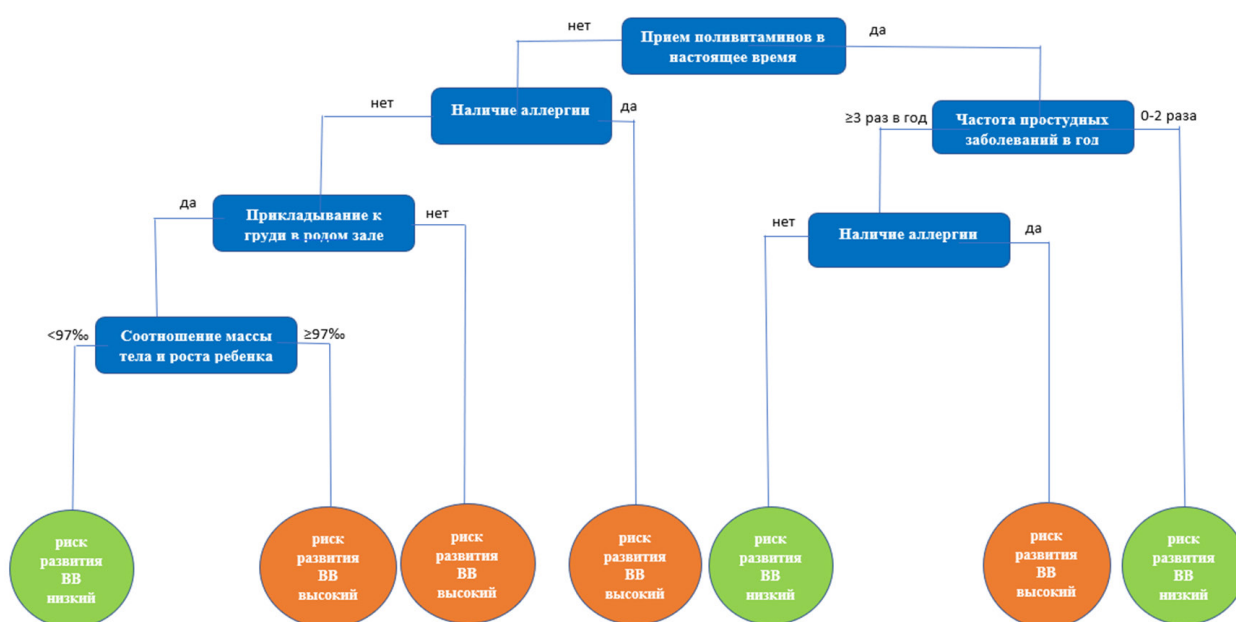 нет
Прием поливитаминов в
настоящее время
да
нет
Наличие аллергии
да
≥3 раз в год
Частота простудных
заболеваний в год
0-2 раза
да
Прикладывание к
груди в родом зале
нет
нет
Наличие аллергии
да
<97‰
Соотношение массы
тела и роста ребенка
≥97‰
риск
развития
ВВ
низкий
риск
развития
ВВ
высокий
риск
развития
ВВ
высокий
риск
развития
ВВ
высокий
риск
развития
ВВ
низкий
риск
развития
ВВ
высокий
риск
развития
ВВ
низкий